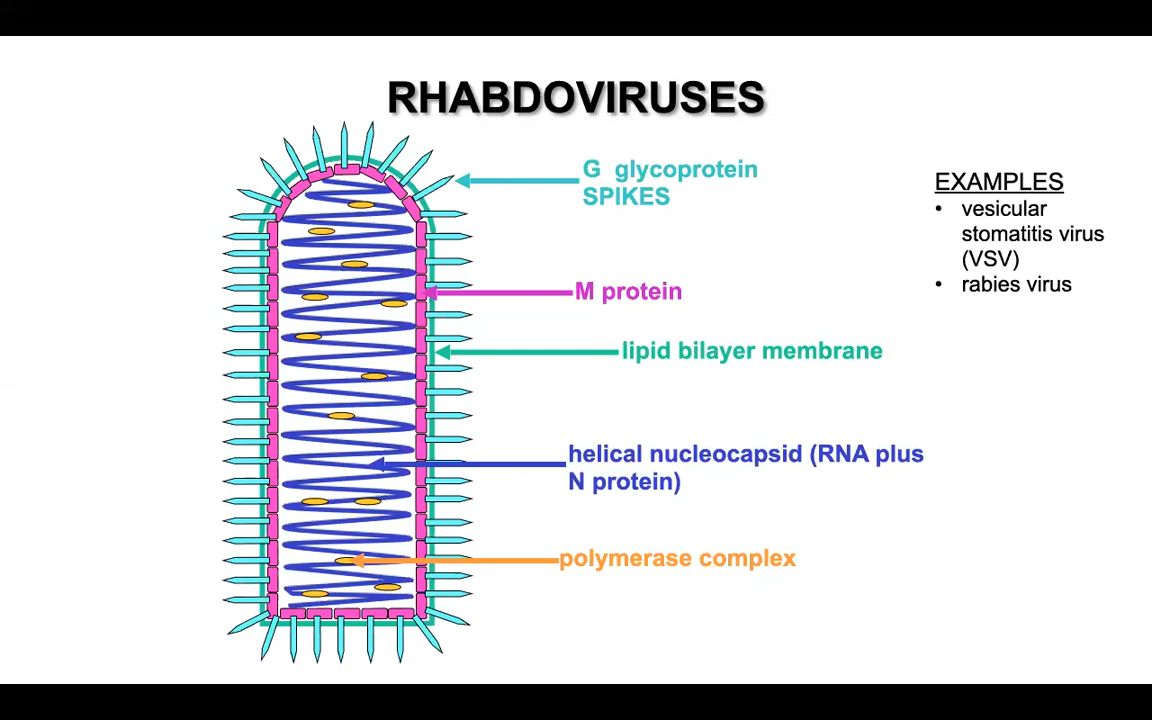 RHABDOVIRUSES
G glycoprotein
SPIKES
EXAMPLES
• vesicular
stomatitis virus
(VSV)
• rabies virus
M protein
lipid bilayer membrane
helical nucleocapsid (RNA plus
N protein)
polymerase complex